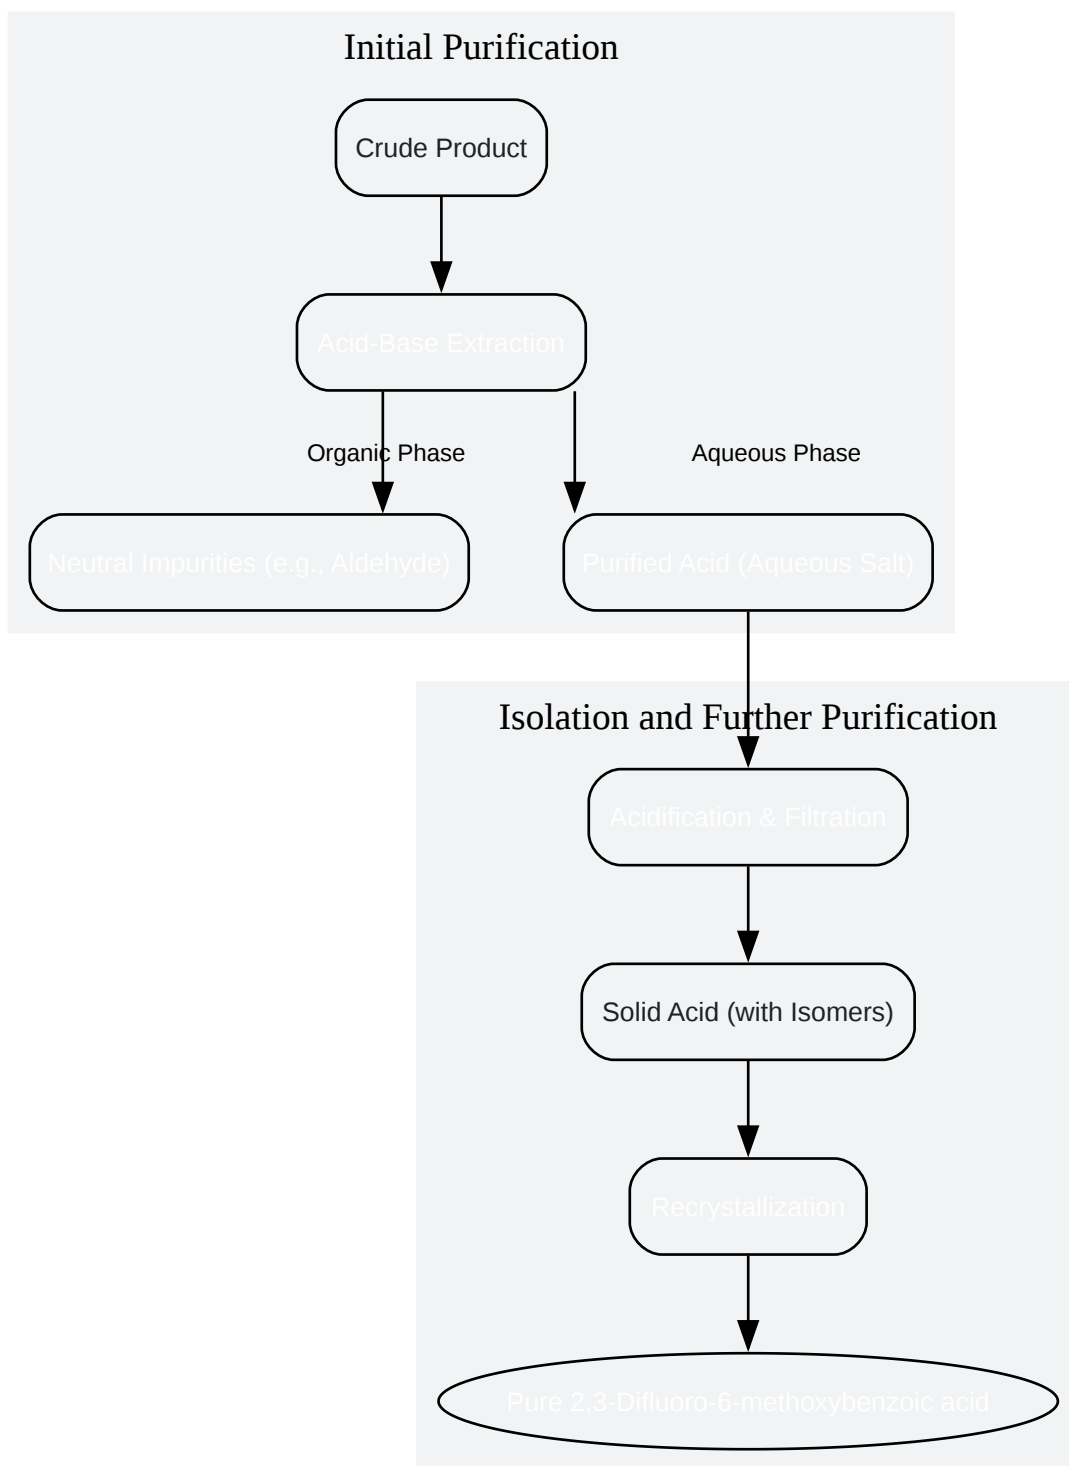 Initial Purification
Crude Product
Acid-Base Extraction
Organic Phase
Aqueous Phase
Neutral Impurities (e.g., Aldehyde)
Purified Acid (Aqueous Salt)
Isolation and Further Purification
Acidification & Filtration
Solid Acid (with Isomers)
Recrystallization
Pure 2,3-Difluoro-6-methoxybenzoic acid